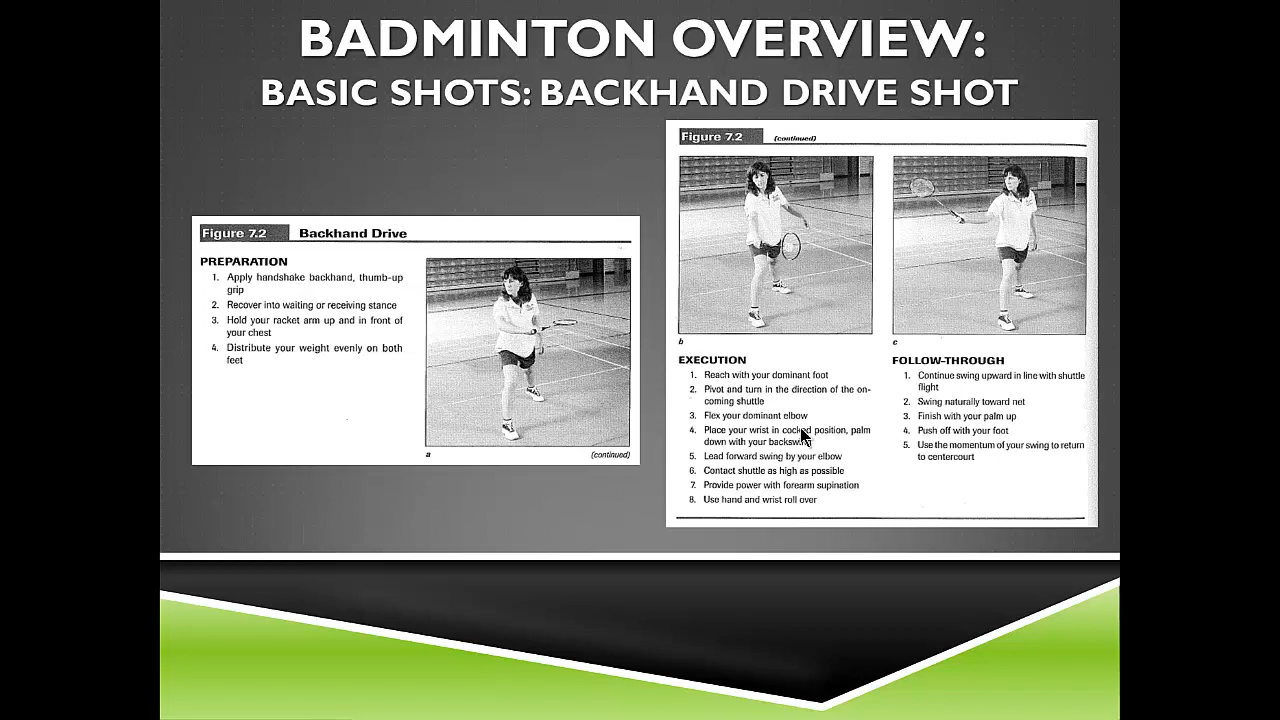 BADMINTON OVERVIEW:
BASIC SHOTS: BACKHAND DRIVE SHOT
Figure 7.2 Backhand Drive
PREPARATION
1. Apply handshake backhand, thumb-up
grip
2. Recover into waiting or receiving stance
3. Hold your racket arm up and in front of
your chest
4. Distribute your weight evenly on both
feet
a
(continued)
Figure 7.2 (continued)
b
EXECUTION
1. Reach with your dominant foot
2. Pivot and turn in the direction of the on-
coming shuttle
3. Flex your dominant elbow
4. Place your wrist in cocked position, palm
down with your backswing
5. Lead forward swing by your elbow
6. Contact shuttle as high as possible
7. Provide power with forearm supination
8. Use hand and wrist roll over
c
FOLLOW-THROUGH
1. Continue swing upward in line with shuttle
flight
2. Swing naturally toward net
3. Finish with your palm up
4. Push off with your foot
5. Use the momentum of your swing to return
to centercourt